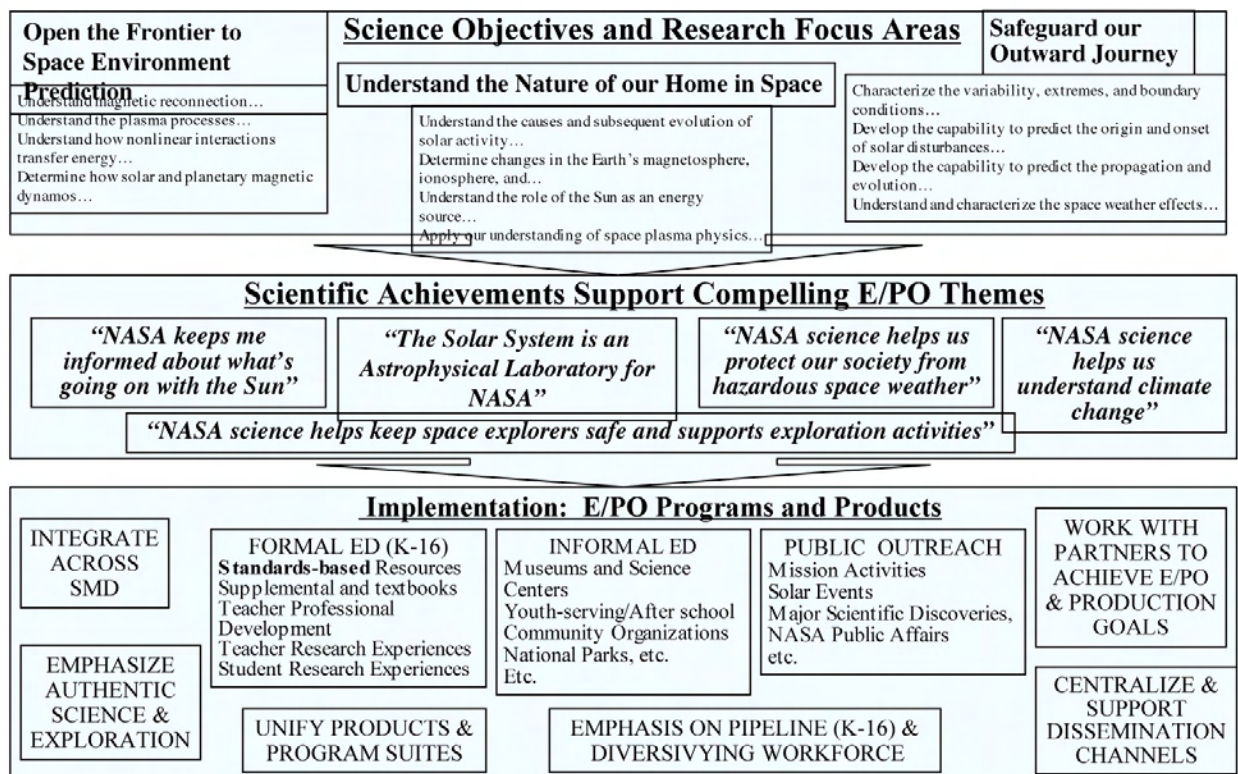 Science Objectives and Research Focus Areas
Open the Frontier to
Space Environment
Prediction
Understand magnetic reconnection…
Understand the plasma processes…
Understand how nonlinear interactions
transfer energy…
Determine how solar and planetary magnetic
dynamos…
Understand the Nature of our Home in Space
Understand the causes and subsequent evolution of
solar activity…
Determine changes in the Earth’s magnetosphere,
ionosphere, and…
Understand the role of the Sun as an energy
source…
Apply our understanding of space plasma physics…
Safeguard our
Outward Journey
Characterize the variability, extremes, and boundary
conditions…
Develop the capability to predict the origin and onset
of solar disturbances…
Develop the capability to predict the propagation and
evolution…
Understand and characterize the space weather effects…
Scientific Achievements Support Compelling E/PO Themes
“NASA keeps me
informed about what’s
going on with the Sun”
“The Solar System is an
Astrophysical Laboratory for
NASA”
“NASA science helps us
protect our society from
hazardous space weather”
“NASA science
helps us
understand climate
change”
“NASA science helps keep space explorers safe and supports exploration activities”
Implementation: E/PO Programs and Products
INTEGRATE
ACROSS
SMD
EMPHASIZE
AUTHENTIC
SCIENCE &
EXPLORATION
FORMAL ED (K-16)
Standards-based Resources
Supplemental and textbooks
Teacher Professional
Development
Teacher Research Experiences
Student Research Experiences
INFORMAL ED
Museums and Science
Centers
Youth-serving/After school
Community Organizations
National Parks, etc.
Etc.
PUBLIC OUTREACH
Mission Activities
Solar Events
Major Scientific Discoveries,
NASA Public Affairs
etc.
WORK WITH
PARTNERS TO
ACHIEVE E/PO
& PRODUCTION
GOALS
UNIFY PRODUCTS &
PROGRAM SUITES
EMPHASIS ON PIPELINE (K-16) &
DIVERSIVYING WORKFORCE
CENTRALIZE &
SUPPORT
DISSEMINATION
CHANNELS